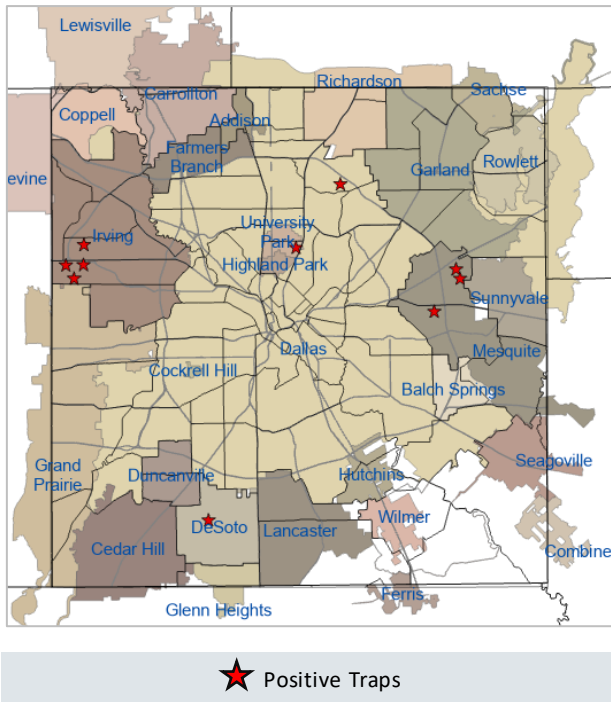 Lewisville
Richardson
Sachse
Carrollton
Coppell
Addison
Farmers
Branch
Garland
Rowlett
evine
University
Park
Irving
Highland Park
Sunnyvale
Dallas
Mesquite
Cockrell Hill
Balch Springs
Grand
Prairie
Duncanville
Hutchins
Seagoville
Wilmer
DeSoto
Lancaster
Cedar Hill
Combine
Ferris
Glenn Heights
Positive Traps